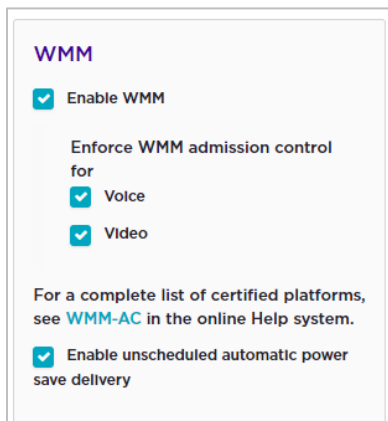 WMM
Enable WMM
Enforce WMM admission control
for
Voice
Video
For a complete list of certified platforms,
see WMM-AC in the online Help system.
Enable unscheduled automatic power
save delivery